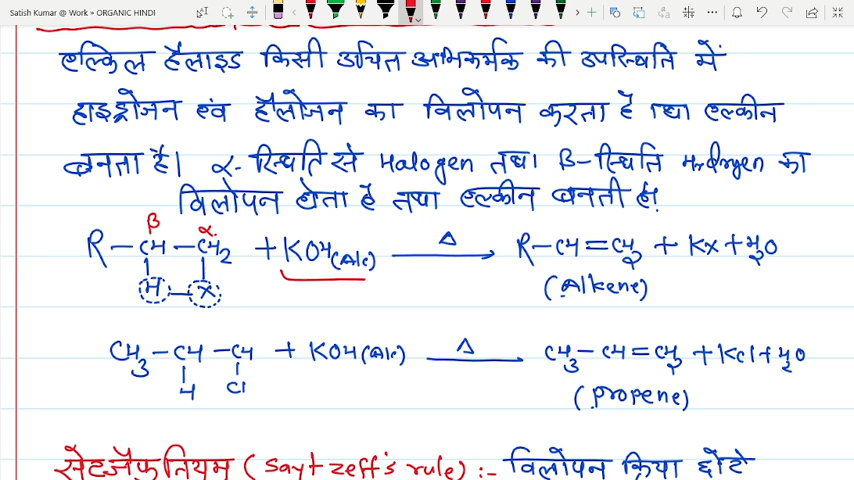 Satish Kumar @ Work » ORGANIC HINDI
एल्किल हैलाइड किसी उचित अभिकर्मक की उपस्थिति में
हाइड्रोजन एवं हैलोजन का विलोपन करता है तथा एल्कीन
बनता है। α-स्थिति से Halogen तथा β-स्थिति Hydrogen का
विलोपन होता है तथा एल्कीन बनती है।
β α
R-CH-CH₂ + KOH(Alc) Δ R-CH=CH₂ + KX + H₂O
H-X (Alkene)
CH₃-CH-CH + KOH(Alc) Δ CH₃-CH=CH₂ + KCl + H₂O
H Cl (Propene)
सेटजैफ नियम (Saytzeff's rule) :- विलोपन क्रिया छोटे